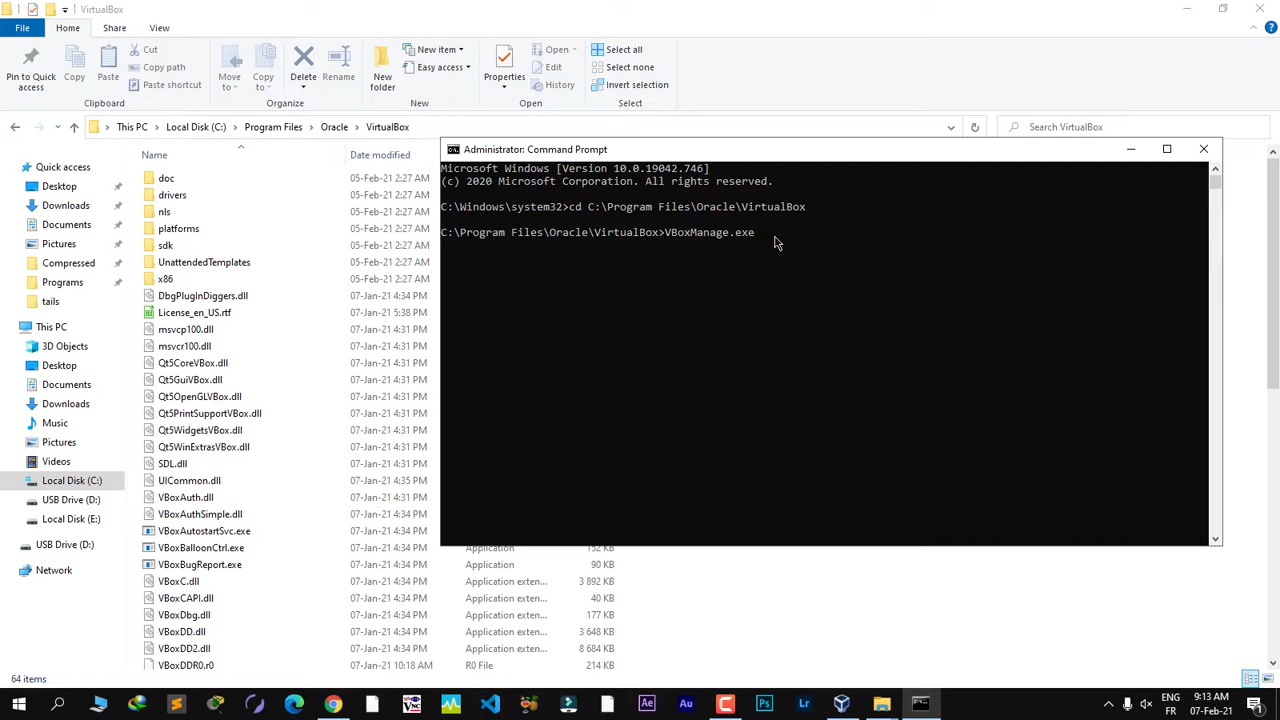 VirtualBox
File
Home
Share
View
Pin to Quick access
Copy
Paste
Cut
Copy path
Paste shortcut
Clipboard
Move to
Copy to
Delete
Rename
Organize
New folder
New item
Easy access
New
Properties
Open
Edit
History
Open
Select all
Select none
Invert selection
Select
This PC
Local Disk (C:)
Program Files
Oracle
VirtualBox
Search VirtualBox
Name
Date modified
Quick access
Desktop
Downloads
Documents
Pictures
Compressed
Programs
tails
This PC
3D Objects
Desktop
Documents
Downloads
Music
Pictures
Videos
Local Disk (C:)
USB Drive (D:)
Local Disk (E:)
USB Drive (D:)
Network
doc 05-Feb-21 2:27 AM
drivers 05-Feb-21 2:27 AM
nls 05-Feb-21 2:27 AM
platforms 05-Feb-21 2:27 AM
sdk 05-Feb-21 2:27 AM
UnattendedTemplates 05-Feb-21 2:27 AM
x86 05-Feb-21 2:27 AM
DbgPlugInDiggers.dll 07-Jan-21 4:34 PM
License_en_US.rtf 07-Jan-21 5:38 PM
msvcp100.dll 07-Jan-21 4:31 PM
msvcr100.dll 07-Jan-21 4:31 PM
Qt5CoreVBox.dll 07-Jan-21 4:31 PM
Qt5GuiVBox.dll 07-Jan-21 4:31 PM
Qt5OpenGLVBox.dll 07-Jan-21 4:31 PM
Qt5PrintSupportVBox.dll 07-Jan-21 4:31 PM
Qt5WidgetsVBox.dll 07-Jan-21 4:31 PM
Qt5WinExtrasVBox.dll 07-Jan-21 4:31 PM
SDL.dll 07-Jan-21 4:31 PM
UICommon.dll 07-Jan-21 4:35 PM
VBoxAuth.dll 07-Jan-21 4:31 PM
VBoxAuthSimple.dll 07-Jan-21 4:31 PM
VBoxAutostartSvc.exe 07-Jan-21 4:34 PM
VBoxBalloonCtrl.exe 07-Jan-21 4:34 PM Application 152 KB
VBoxBugReport.exe 07-Jan-21 4:34 PM Application 90 KB
VBoxC.dll 07-Jan-21 4:34 PM Application exten... 3 892 KB
VBoxCAPI.dll 07-Jan-21 4:34 PM Application exten... 40 KB
VBoxDbg.dll 07-Jan-21 4:34 PM Application exten... 177 KB
VBoxDD.dll 07-Jan-21 4:34 PM Application exten... 3 648 KB
VBoxDD2.dll 07-Jan-21 4:34 PM Application exten... 8 684 KB
VBoxDDR0.r0 07-Jan-21 10:18 AM R0 File 214 KB
Administrator: Command Prompt
Microsoft Windows [Version 10.0.19042.746]
(c) 2020 Microsoft Corporation. All rights reserved.
C:\Windows\system32>cd C:\Program Files\Oracle\VirtualBox
C:\Program Files\Oracle\VirtualBox>VBoxManage.exe
64 items
VNC
Ae
Au
Ps
Lr
ENG
FR
9:13 AM
07-Feb-21